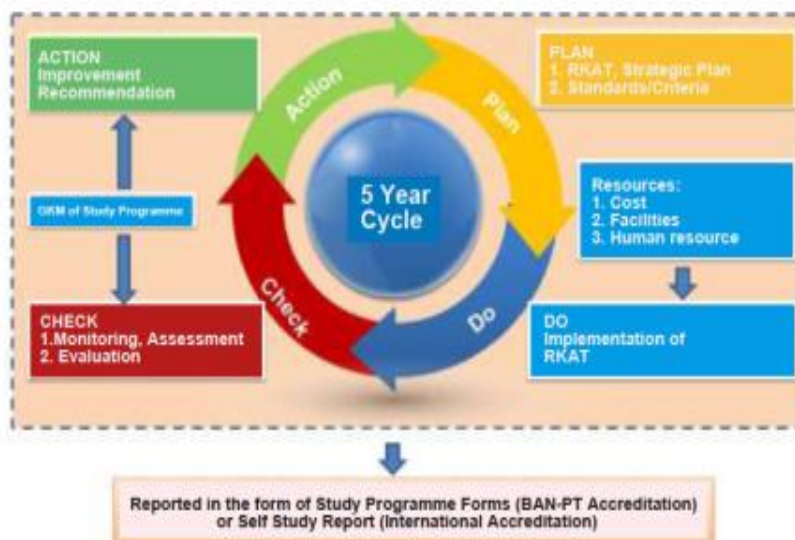 ACTION
Improvement
Recommendation
PLAN
1. RKAT, Strategic Plan
2. Standards/Criteria
Action
Plan
5 Year
Cycle
Resources:
1. Cost
2. Facilities
3. Human resource
of Study Programme
Check
Do
CHECK
1.Monitoring, Assessment
2. Evaluation
DO
Implementation of
RKAT
Reported in the form of Study Programme Forms (BAN-PT Accreditation)
or Self Study Report (International Accreditation)